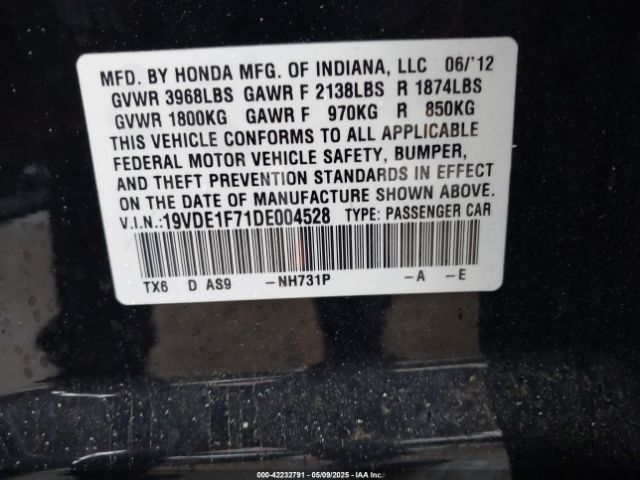 MFD. BY HONDA MFG. OF INDIANA, LLC 06/'12
GVWR 3968LBS GAWR F 2138LBS R 1874LBS
GVWR 1800KG GAWR F 970KG R 850KG
THIS VEHICLE CONFORMS TO ALL APPLICABLE
FEDERAL MOTOR VEHICLE SAFETY, BUMPER,
AND THEFT PREVENTION STANDARDS IN EFFECT
ON THE DATE OF MANUFACTURE SHOWN ABOVE.
V.I.N.:19VDE1F71DE004528 TYPE: PASSENGER CAR
TX6 D AS9 -NH731P -A -E
000-42232791 - 05/09/2025 - IAAI Inc.